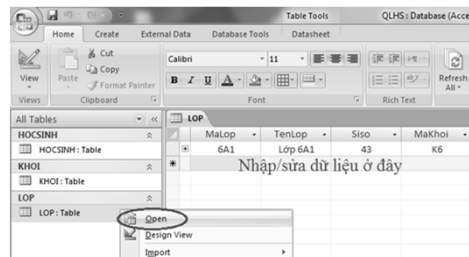 Table Tools QLHS : Database (Acce
Home Create External Data Database Tools Datasheet
View Paste Cut Copy Format Painter Calibri 11 B I U A Refresh All
Views Clipboard Font Rich Text
All Tables LOP
HOCSINH MaLop TenLop Siso MaKhoi
HOCSINH : Table 6A1 Lớp 6A1 43 K6
KHOI Nhập/sửa dữ liệu ở đây
KHOI : Table
LOP
LOP : Table Open
Design View
Import